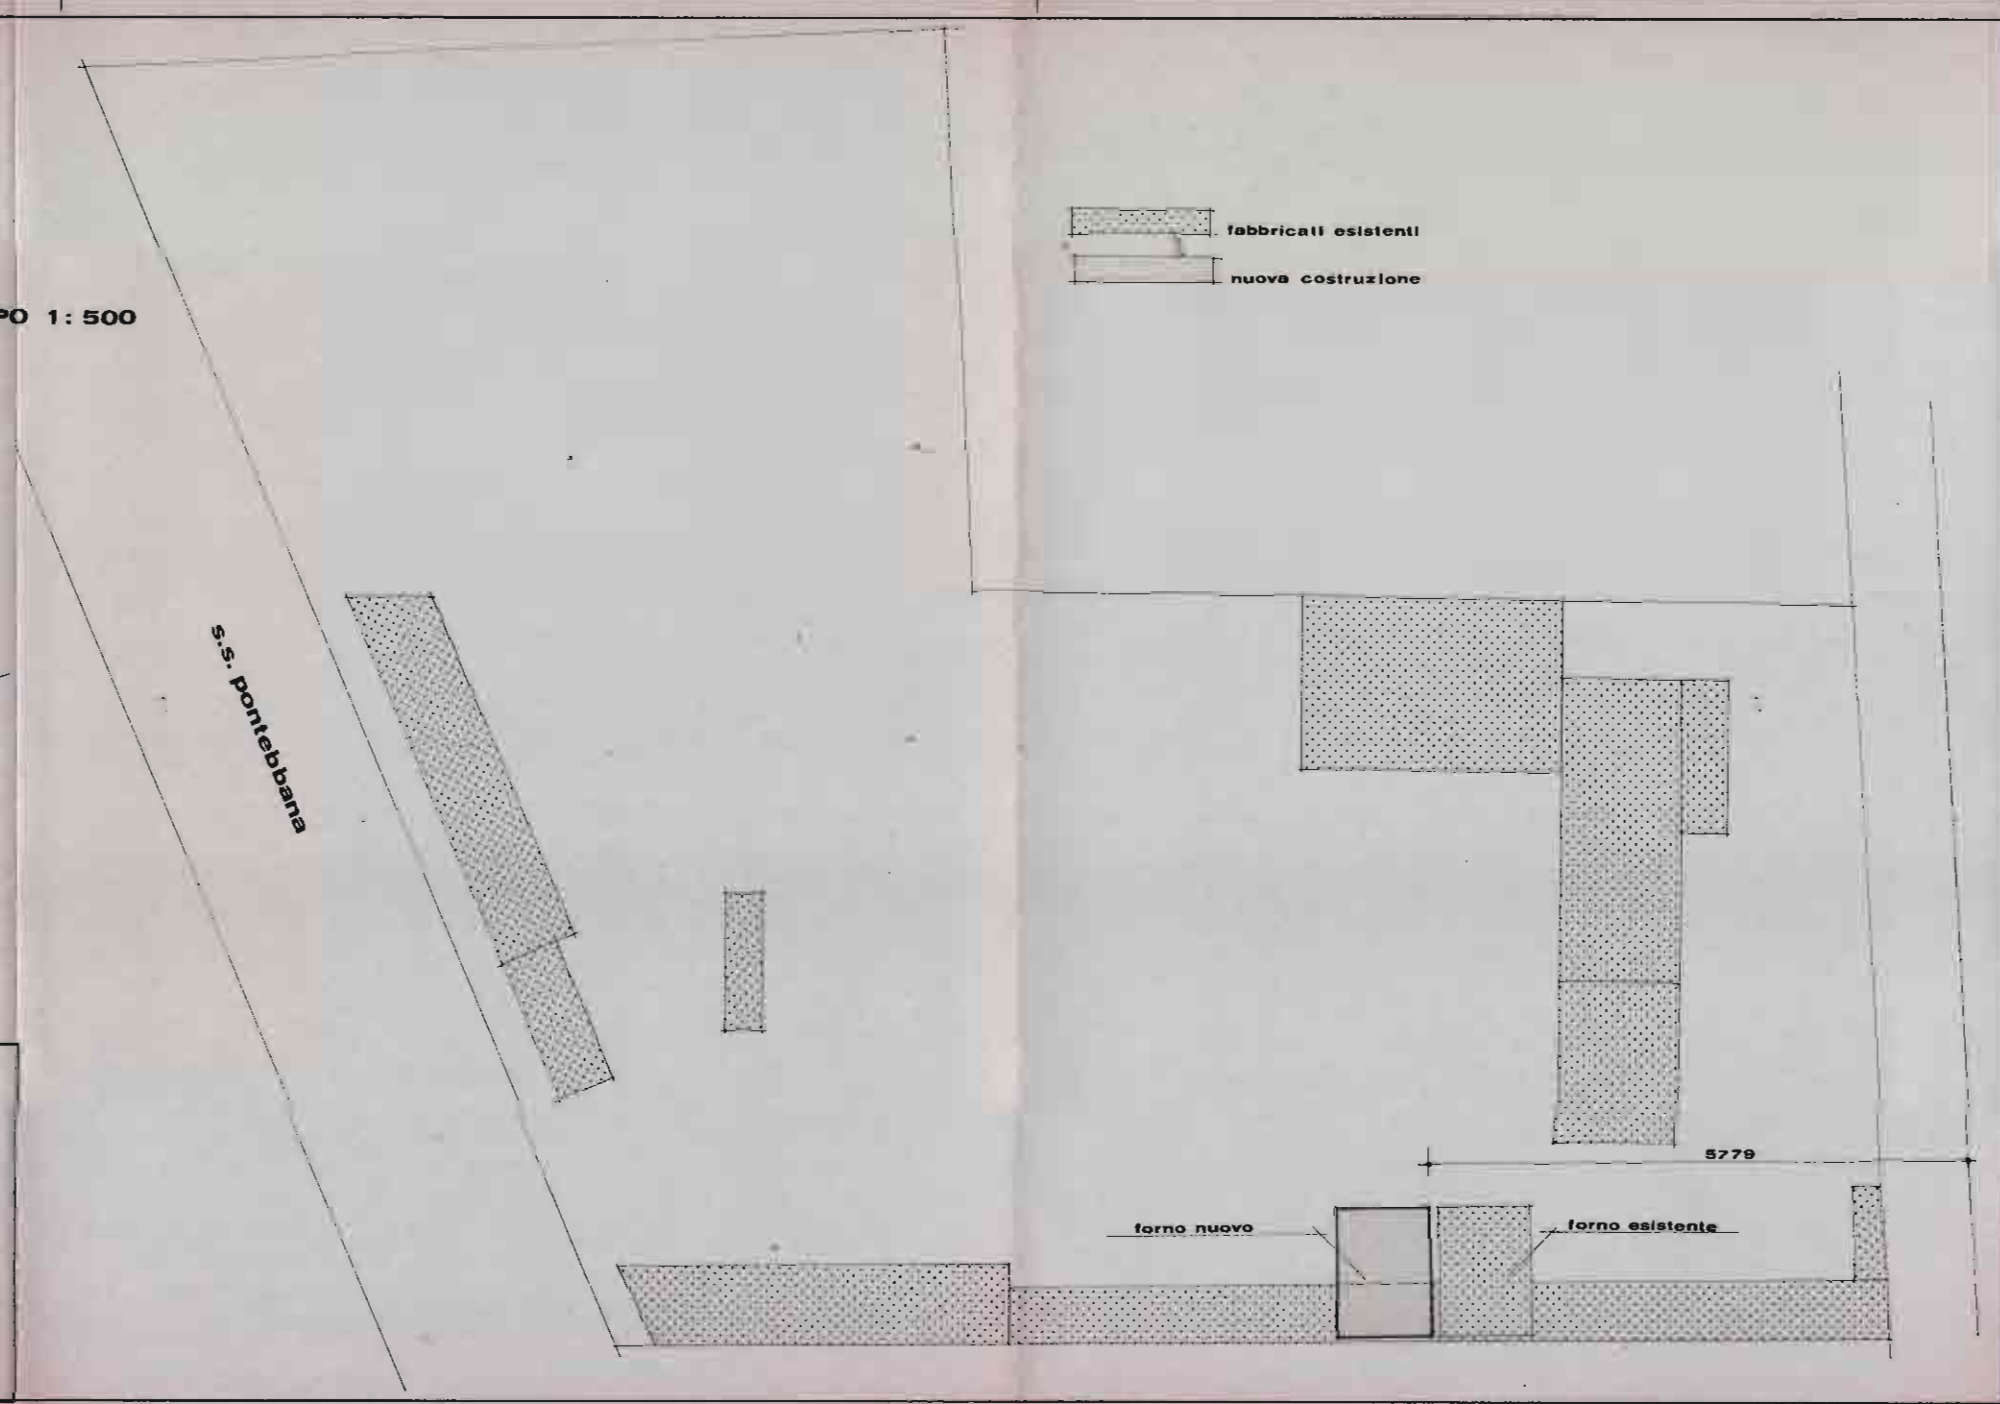 fabbricati esistenti
nuova costruzione
PO 1:500
s.s. pontebbana
5779
forno nuovo
forno esistente